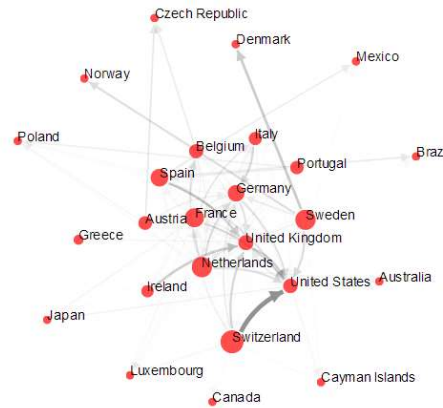 Czech Republic
Denmark
Mexico
Norway
Italy
Poland
Belgium
Braz
Portugal
Spain
Germany
Austria
France
Sweden
Greece
United Kingdom
Netherlands
Ireland
United States
Australia
Japan
Switzerland
Luxembourg
Cayman Islands
Canada